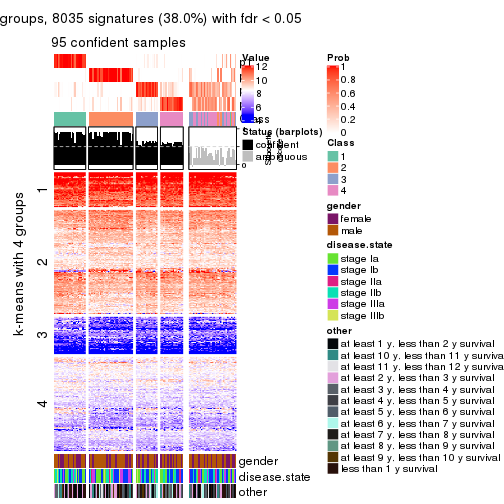 groups, 8035 signatures (38.0%) with fdr < 0.05
95 confident samples
k-means with 4 groups
1
2
3
4
gender
disease.state
other
Value
12
10
8
6
Status (barplots)
confident
ambiguous
0
Prob
1
0.8
0.6
0.4
0.2
0
Class
1
2
3
4
gender
female
male
disease.state
stage Ia
stage Ib
stage IIa
stage IIb
stage IIIa
stage IIIb
other
at least 1 y. less than 2 y survival
at least 10 y. less than 11 y surviva
at least 11 y. less than 12 y surviva
at least 2 y. less than 3 y survival
at least 3 y. less than 4 y survival
at least 4 y. less than 5 y survival
at least 5 y. less than 6 y survival
at least 6 y. less than 7 y survival
at least 7 y. less than 8 y survival
at least 8 y. less than 9 y survival
at least 9 y. less than 10 y survival
less than 1 y survival